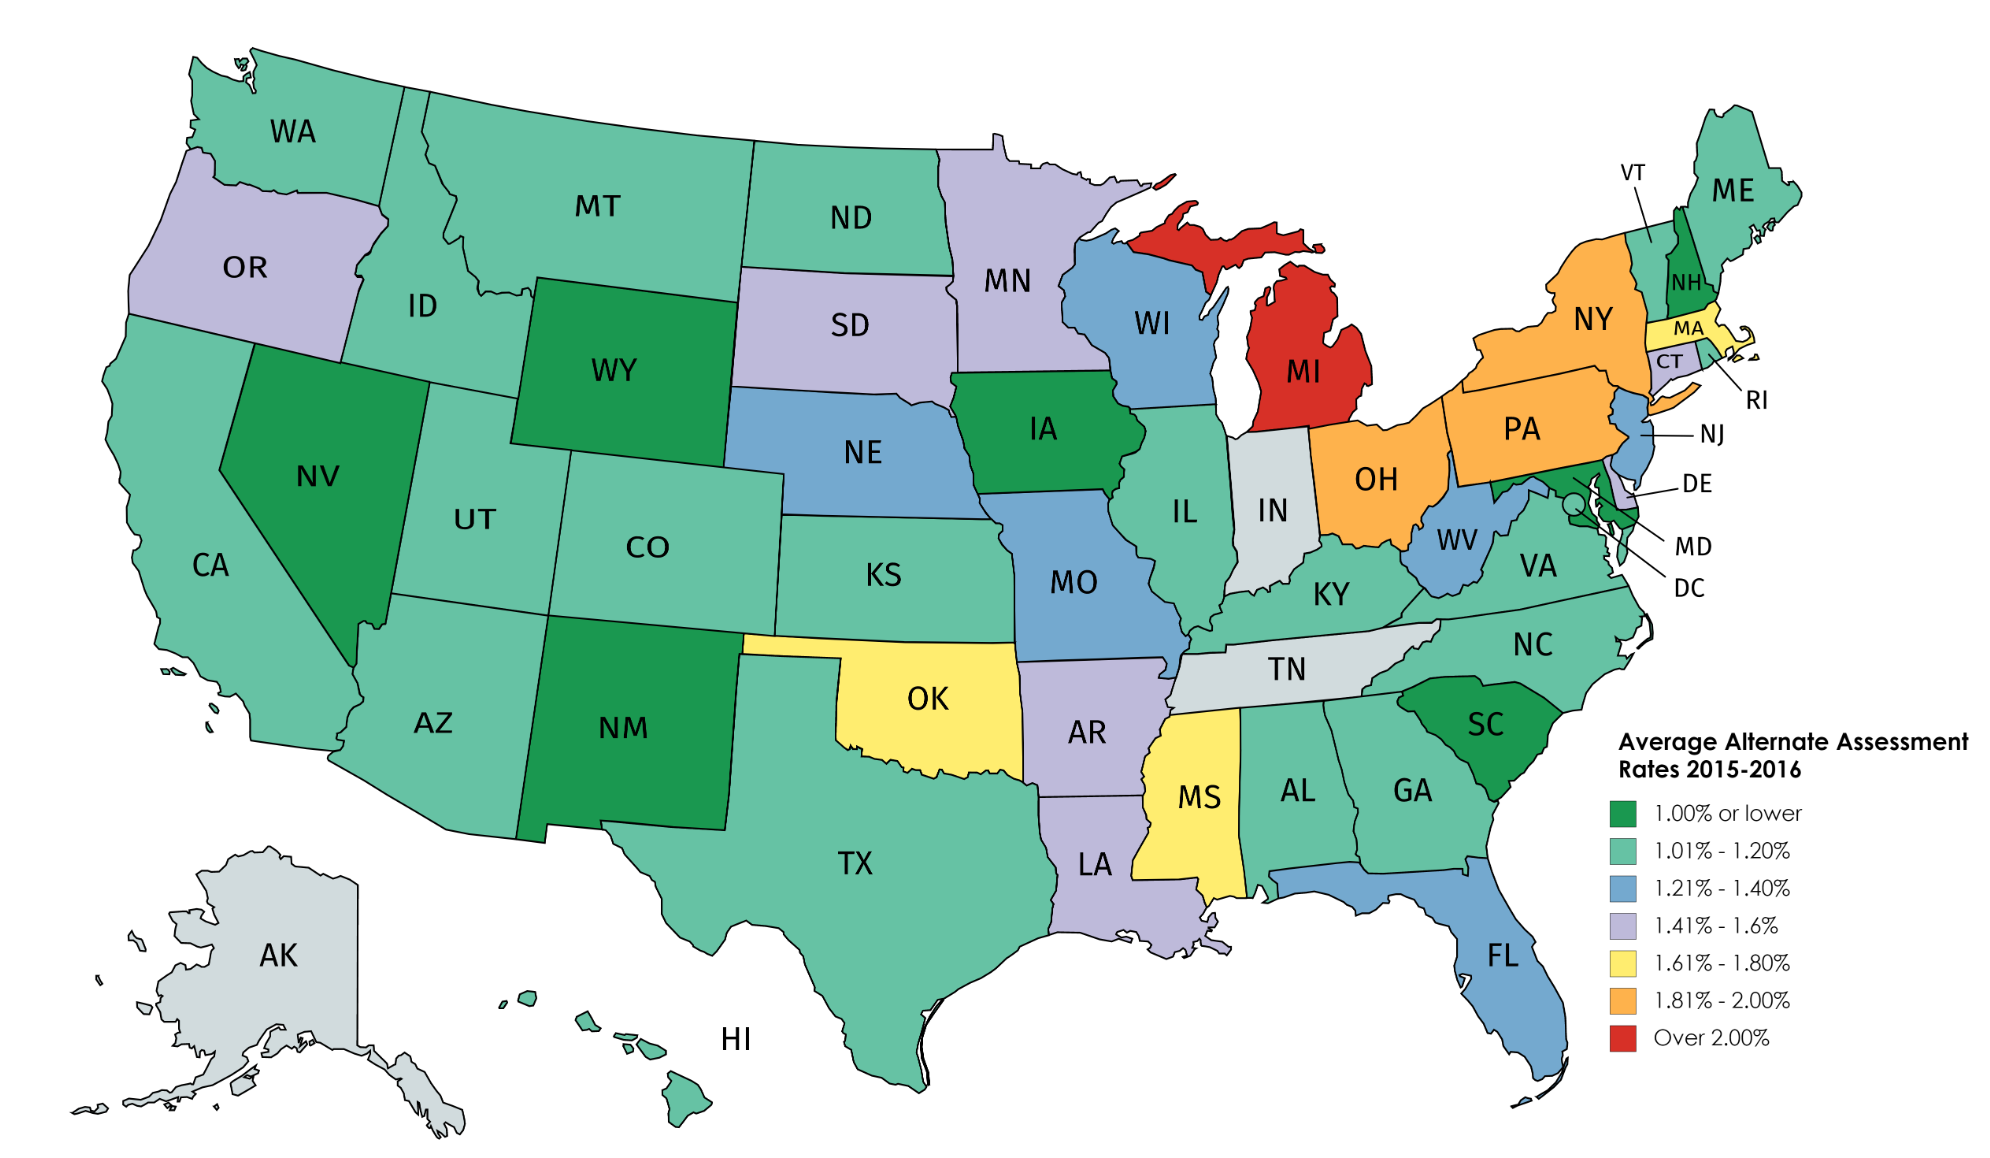 WA
VT
ME
MT
ND
OR
MN
NH
ID
SD
WI
NY
MA
CT
WY
MI
RI
IA
PA
NJ
NE
NV
OH
DE
UT
IL
IN
CO
WV
MD
CA
KS
MO
VA
DC
KY
NC
TN
OK
AZ
NM
AR
SC
Average Alternate Assessment
Rates 2015-2016
MS
AL
GA
1.00% or lower
1.01% - 1.20%
TX
LA
1.21% - 1.40%
1.41% - 1.6%
AK
FL
1.61% - 1.80%
1.81% - 2.00%
HI
Over 2.00%